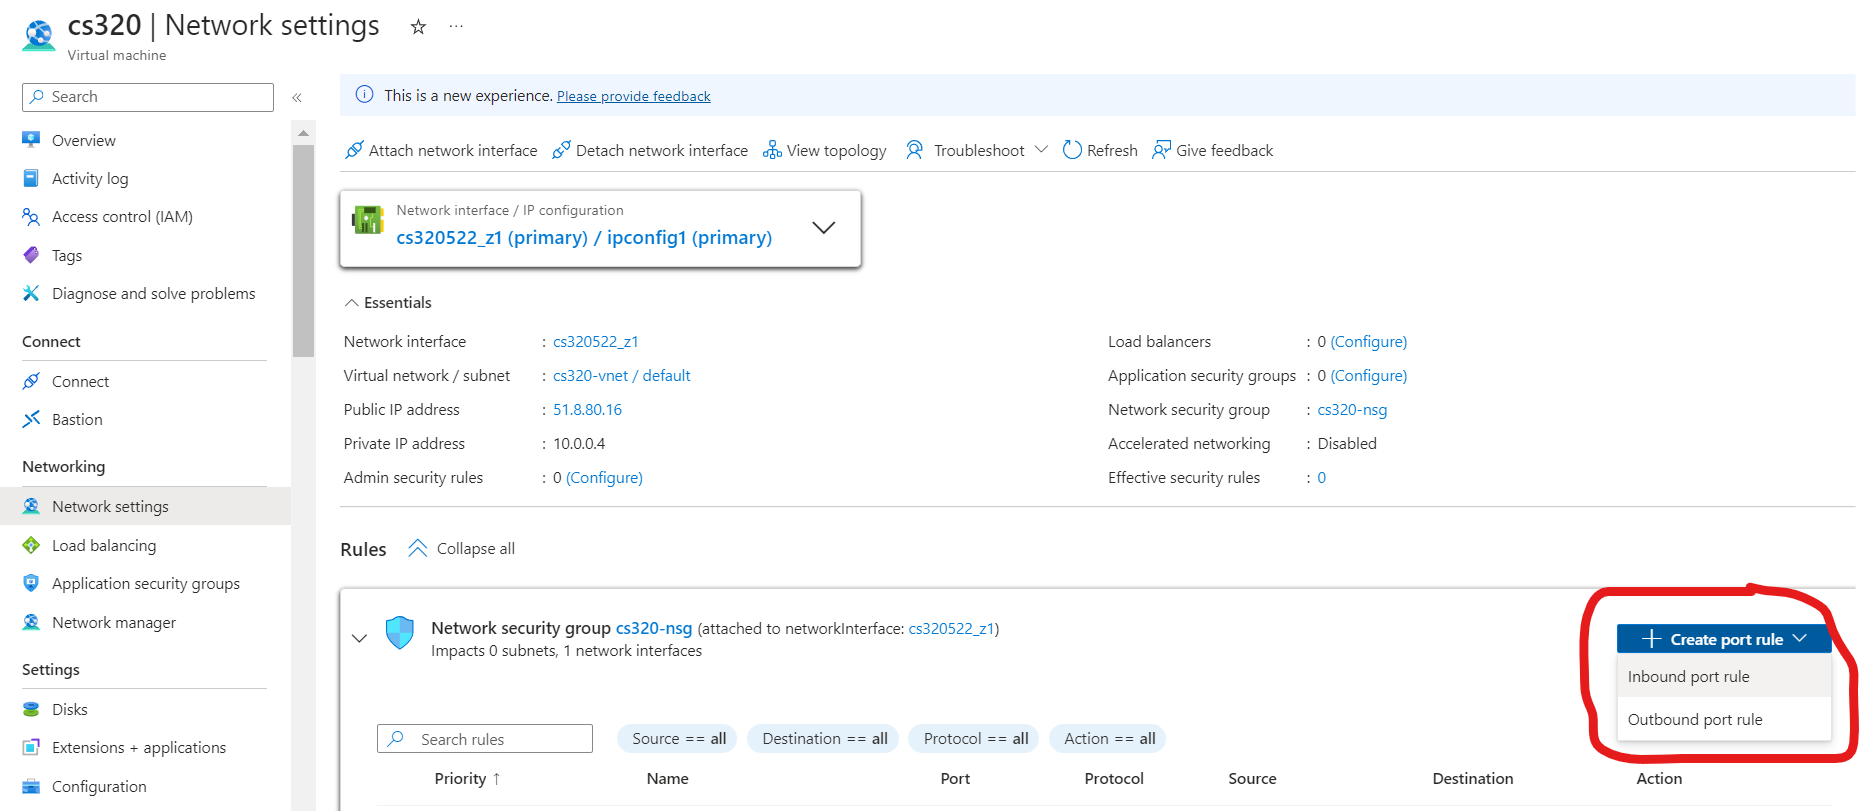 cs320 | Network settings ☆ ...
Virtual machine
Search «
This is a new experience. Please provide feedback
Overview
Activity log
Access control (IAM)
Tags
Diagnose and solve problems
Connect
Connect
Bastion
Networking
Network settings
Load balancing
Application security groups
Network manager
Settings
Disks
Extensions + applications
Configuration
Attach network interface Detach network interface View topology Troubleshoot Refresh Give feedback
Network interface / IP configuration
cs320522_z1 (primary) / ipconfig1 (primary)
Essentials
Network interface : cs320522_z1
Virtual network / subnet : cs320-vnet / default
Public IP address : 51.8.80.16
Private IP address : 10.0.0.4
Admin security rules : 0 (Configure)
Load balancers : 0 (Configure)
Application security groups : 0 (Configure)
Network security group : cs320-nsg
Accelerated networking : Disabled
Effective security rules : 0
Rules Collapse all
Network security group cs320-nsg (attached to networkInterface: cs320522_z1)
Impacts 0 subnets, 1 network interfaces
+ Create port rule
Inbound port rule
Outbound port rule
Search rules Source == all Destination == all Protocol == all Action == all
Priority ↑ Name Port Protocol Source Destination Action